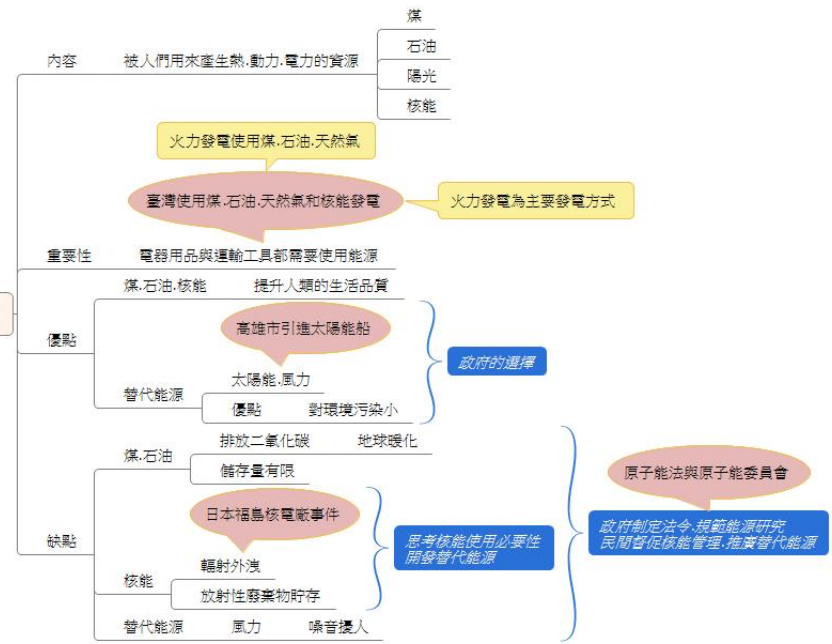 內容
被人們用來產生熱.動力.電力的資源
煤
石油
陽光
核能
火力發電使用煤.石油.天然氣
臺灣使用煤.石油.天然氣和核能發電
火力發電為主要發電方式
重要性
電器用品與運輸工具都需要使用能源
優點
煤.石油.核能
提升人類的生活品質
高雄市引進太陽能船
替代能源
太陽能.風力
優點
對環境污染小
政府的選擇
缺點
煤.石油
排放二氧化碳
地球暖化
儲存量有限
日本福島核電廠事件
核能
輻射外洩
放射性廢棄物貯存
思考核能使用必要性
開發替代能源
替代能源
風力
噪音擾人
原子能法與原子能委員會
政府制定法令.規範能源研究
民間督促核能管理.推廣替代能源